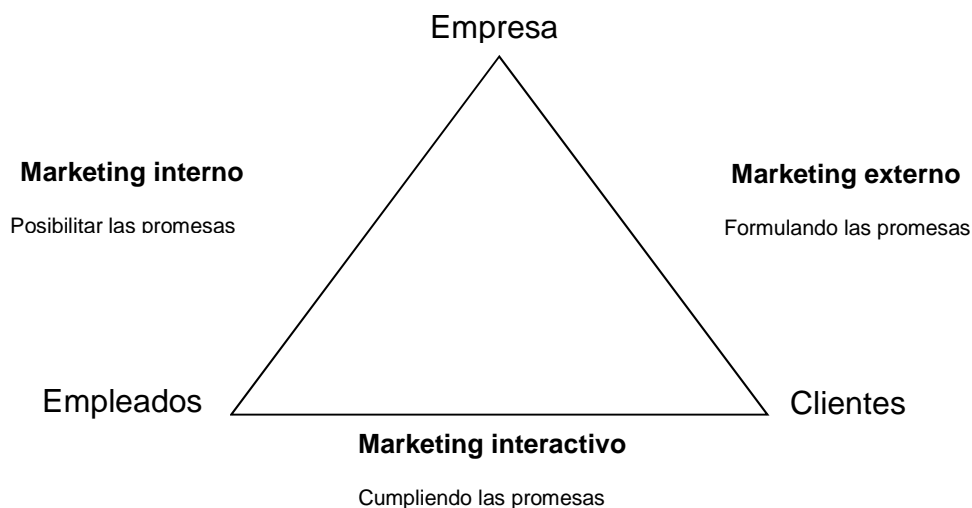 Empresa
Marketing interno
Marketing externo
Posibilitar las promesas
Formulando las promesas
Empleados
Clientes
Marketing interactivo
Cumpliendo las promesas